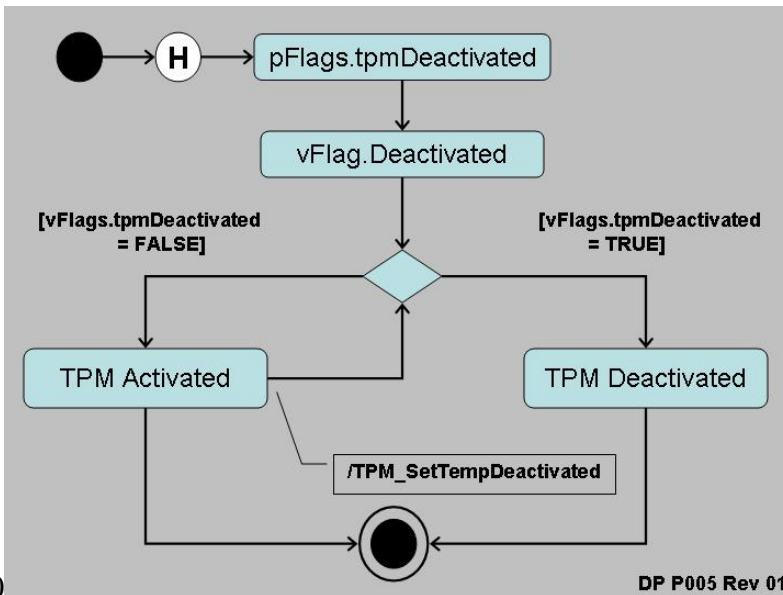 H
pFlags.tpmDeactivated
vFlag.Deactivated
[vFlags.tpmDeactivated
= FALSE]
[vFlags.tpmDeactivated
= TRUE]
TPM Activated
TPM Deactivated
/TPM_SetTempDeactivated
)
DP P005 Rev 01